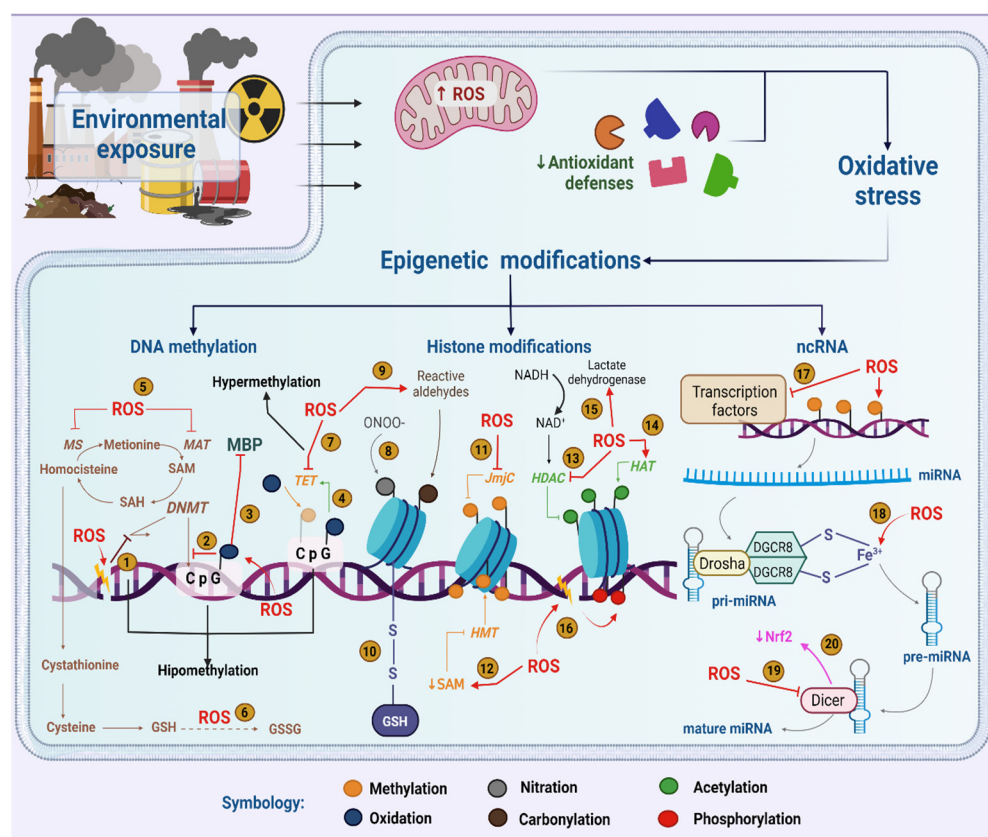 Environmental
exposure
↑ ROS
↓Antioxidant
defenses
Oxidative
stress
Epigenetic modifications
DNA methylation
Histone modifications
ncRNA
5
ROS
MS
Metionine
MAT
Homocisteine
SAM
SAH
DNMT
ROS
1
2
3
MBP
C p G
ROS
Hypermethylation
ROS
7
TET
4
C p G
Hipomethylation
Cystathionine
Cysteine
GSH
ROS
6
GSSG
9
Reactive
aldehydes
ONOO-
8
S
10
S
GSH
ROS
11
JmjC
HMT
12
↓SAM
ROS
16
NADH
Lactate
dehydrogenase
NAD⁺
15
ROS
14
13
HDAC
HAT
17
ROS
Transcription
factors
miRNA
18
ROS
S
DGCR8
Fe³⁺
Drosha
DGCR8
S
pri-miRNA
pre-miRNA
↓Nrf2
20
ROS
19
Dicer
mature miRNA
Symbology:
Methylation
Nitration
Acetylation
Oxidation
Carbonylation
Phosphorylation